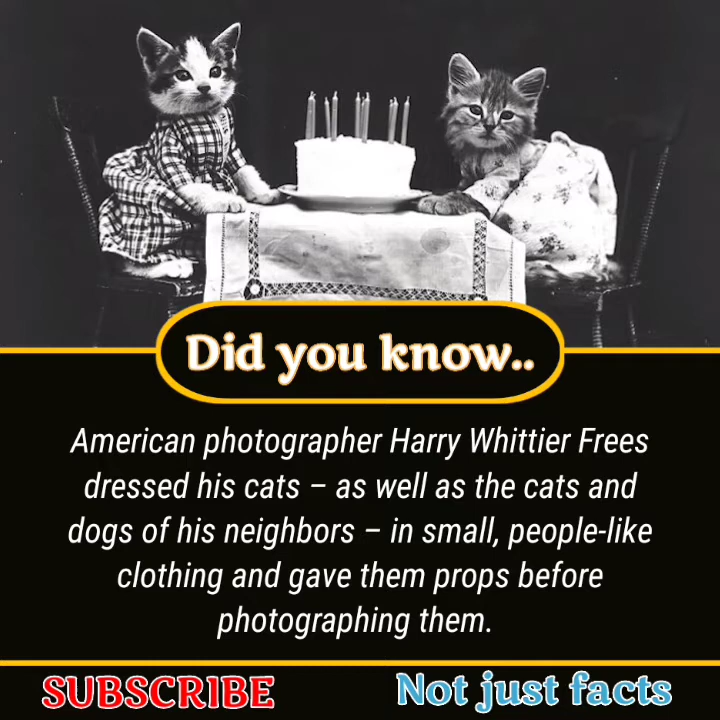 Did you know..
American photographer Harry Whittier Frees
dressed his cats – as well as the cats and
dogs of his neighbors – in small, people-like
clothing and gave them props before
photographing them.
SUBSCRIBE
Not just facts